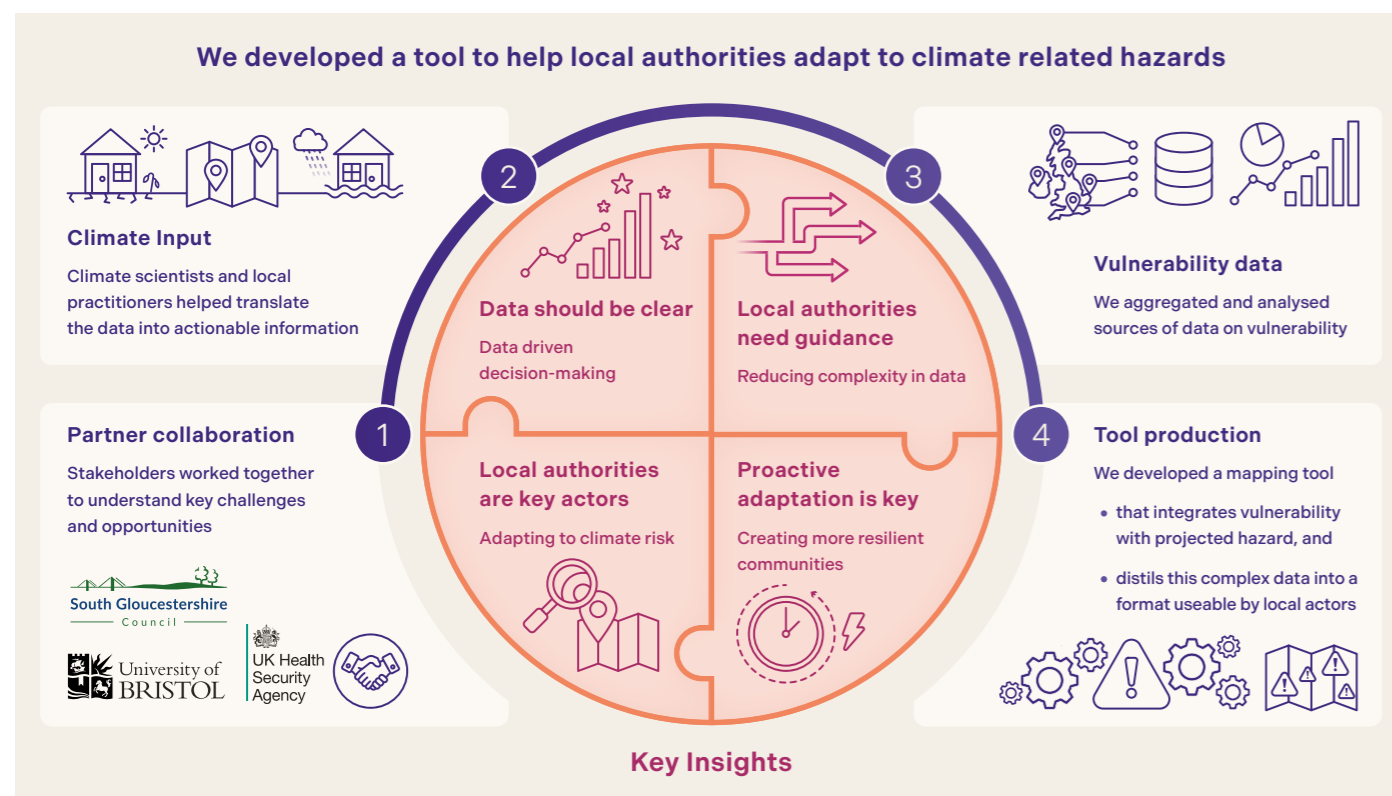 We developed a tool to help local authorities adapt to climate related hazards
1
Partner collaboration
Stakeholders worked together
to understand key challenges
and opportunities
South Gloucestershire
Council
University of
BRISTOL
UK Health
Security
Agency
2
Climate Input
Climate scientists and local
practitioners helped translate
the data into actionable information
3
Vulnerability data
We aggregated and analysed
sources of data on vulnerability
4
Tool production
We developed a mapping tool
• that integrates vulnerability
with projected hazard, and
• distils this complex data into a
format useable by local actors
Data should be clear
Data driven
decision-making
Local authorities
need guidance
Reducing complexity in data
Local authorities
are key actors
Adapting to climate risk
Proactive
adaptation is key
Creating more resilient
communities
Key Insights